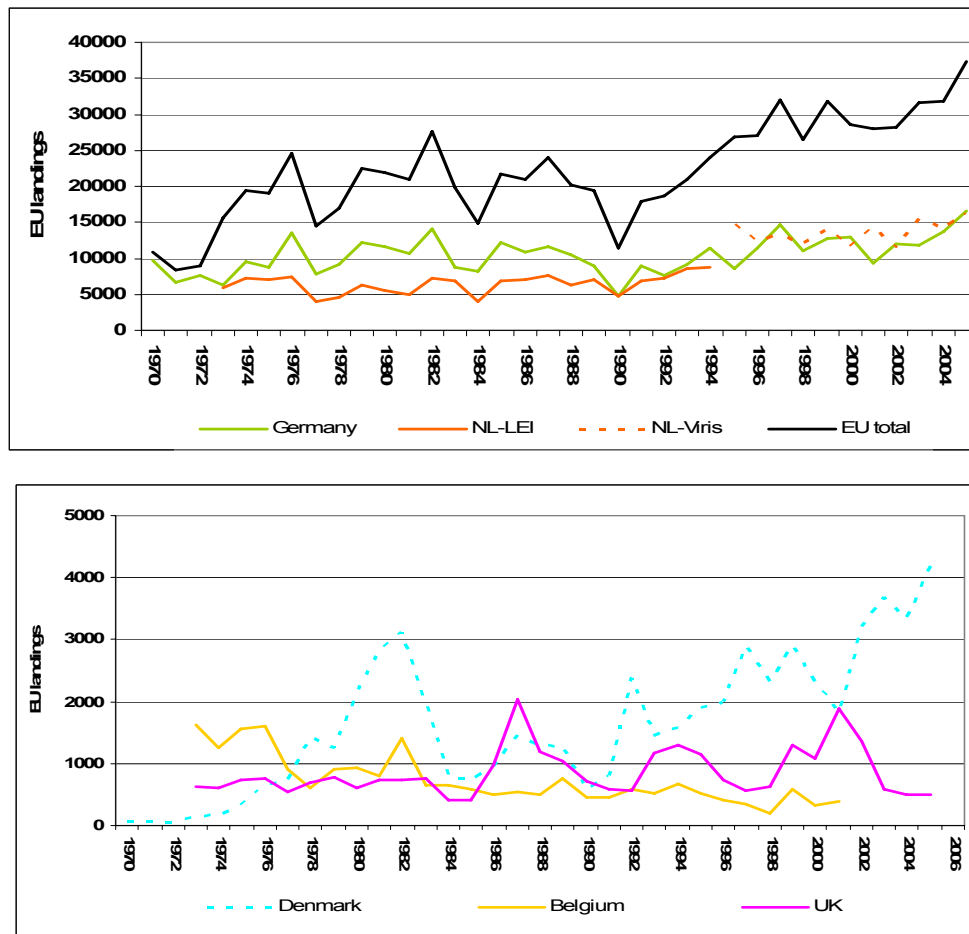 40000
35000
30000
25000
20000
15000
10000
5000
0
EU landings
1970 1972 1974 1976 1978 1980 1982 1984 1986 1988 1990 1992 1994 1996 1998 2000 2002 2004
Germany NL-LEI NL-Viris EU total
5000
4000
3000
2000
1000
0
EU landings
1970 1972 1974 1976 1978 1980 1982 1984 1986 1988 1990 1992 1994 1996 1998 2000 2002 2004 2006
Denmark Belgium UK